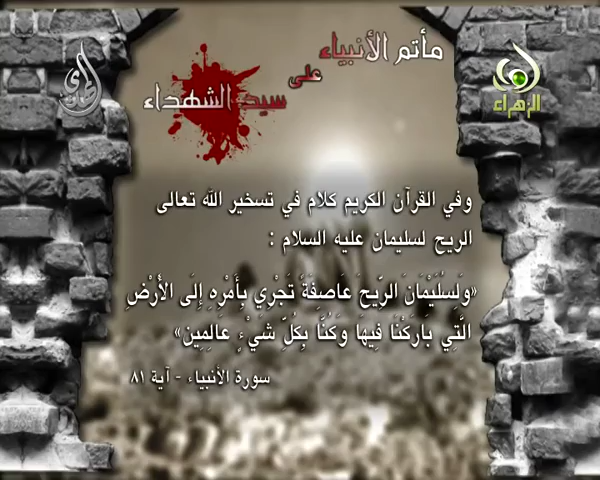 مأتم الأنبياء
على
سيد الشهداء
الزهراء
وفي القرآن الكريم كلام في تسخير الله تعالى
الريح لسليمان عليه السلام :
«وَلِسُلَيْمَانَ الرِّيحَ عَاصِفَةً تَجْرِي بِأَمْرِهِ إِلَى الأَرْضِ
الَّتِي بَارَكْنَا فِيهَا وَكُنَّا بِكُلِّ شَيْءٍ عَالِمِين»
سورة الأنبياء - آية ٨١